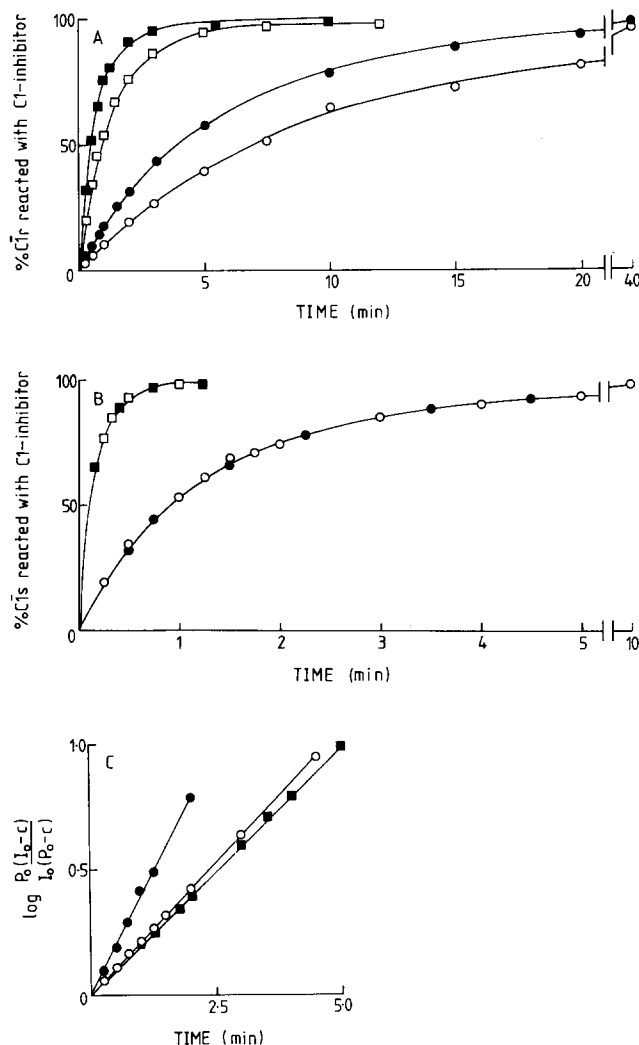 A
100
50
0
%C̄1r reacted with C1-inhibitor
0 5 10 15 20 40
TIME (min)
B
100
50
0
%C̄1s reacted with C1-inhibitor
0 1 2 3 4 5 10
TIME (min)
C
1·0
0·5
0
log P₀(I₀-c) / I₀(P₀-c)
2·5 5·0
TIME (min)